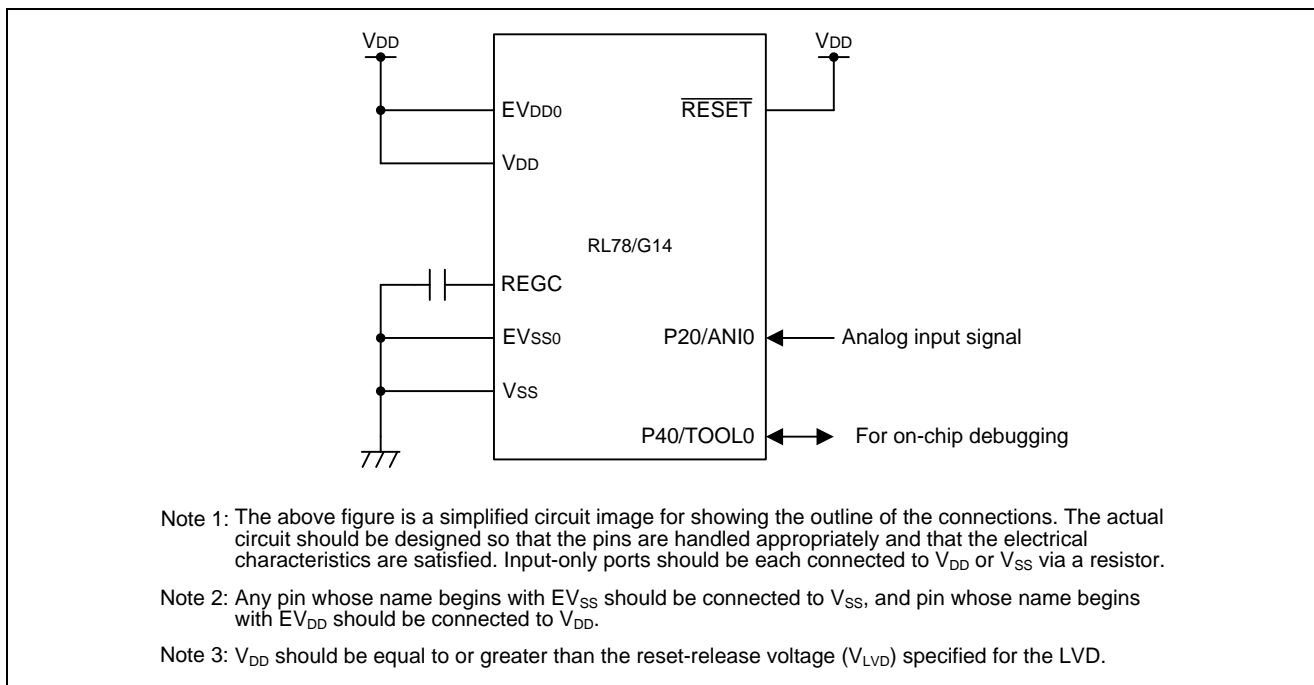 VDD
VDD
EVDD0
RESET
VDD
RL78/G14
REGC
EVSS0
P20/ANI0
Analog input signal
VSS
P40/TOOL0
For on-chip debugging
Note 1: The above figure is a simplified circuit image for showing the outline of the connections. The actual
circuit should be designed so that the pins are handled appropriately and that the electrical
characteristics are satisfied. Input-only ports should be each connected to VDD or VSS via a resistor.
Note 2: Any pin whose name begins with EVSS should be connected to VSS, and pin whose name begins
with EVDD should be connected to VDD.
Note 3: VDD should be equal to or greater than the reset-release voltage (VLVD) specified for the LVD.